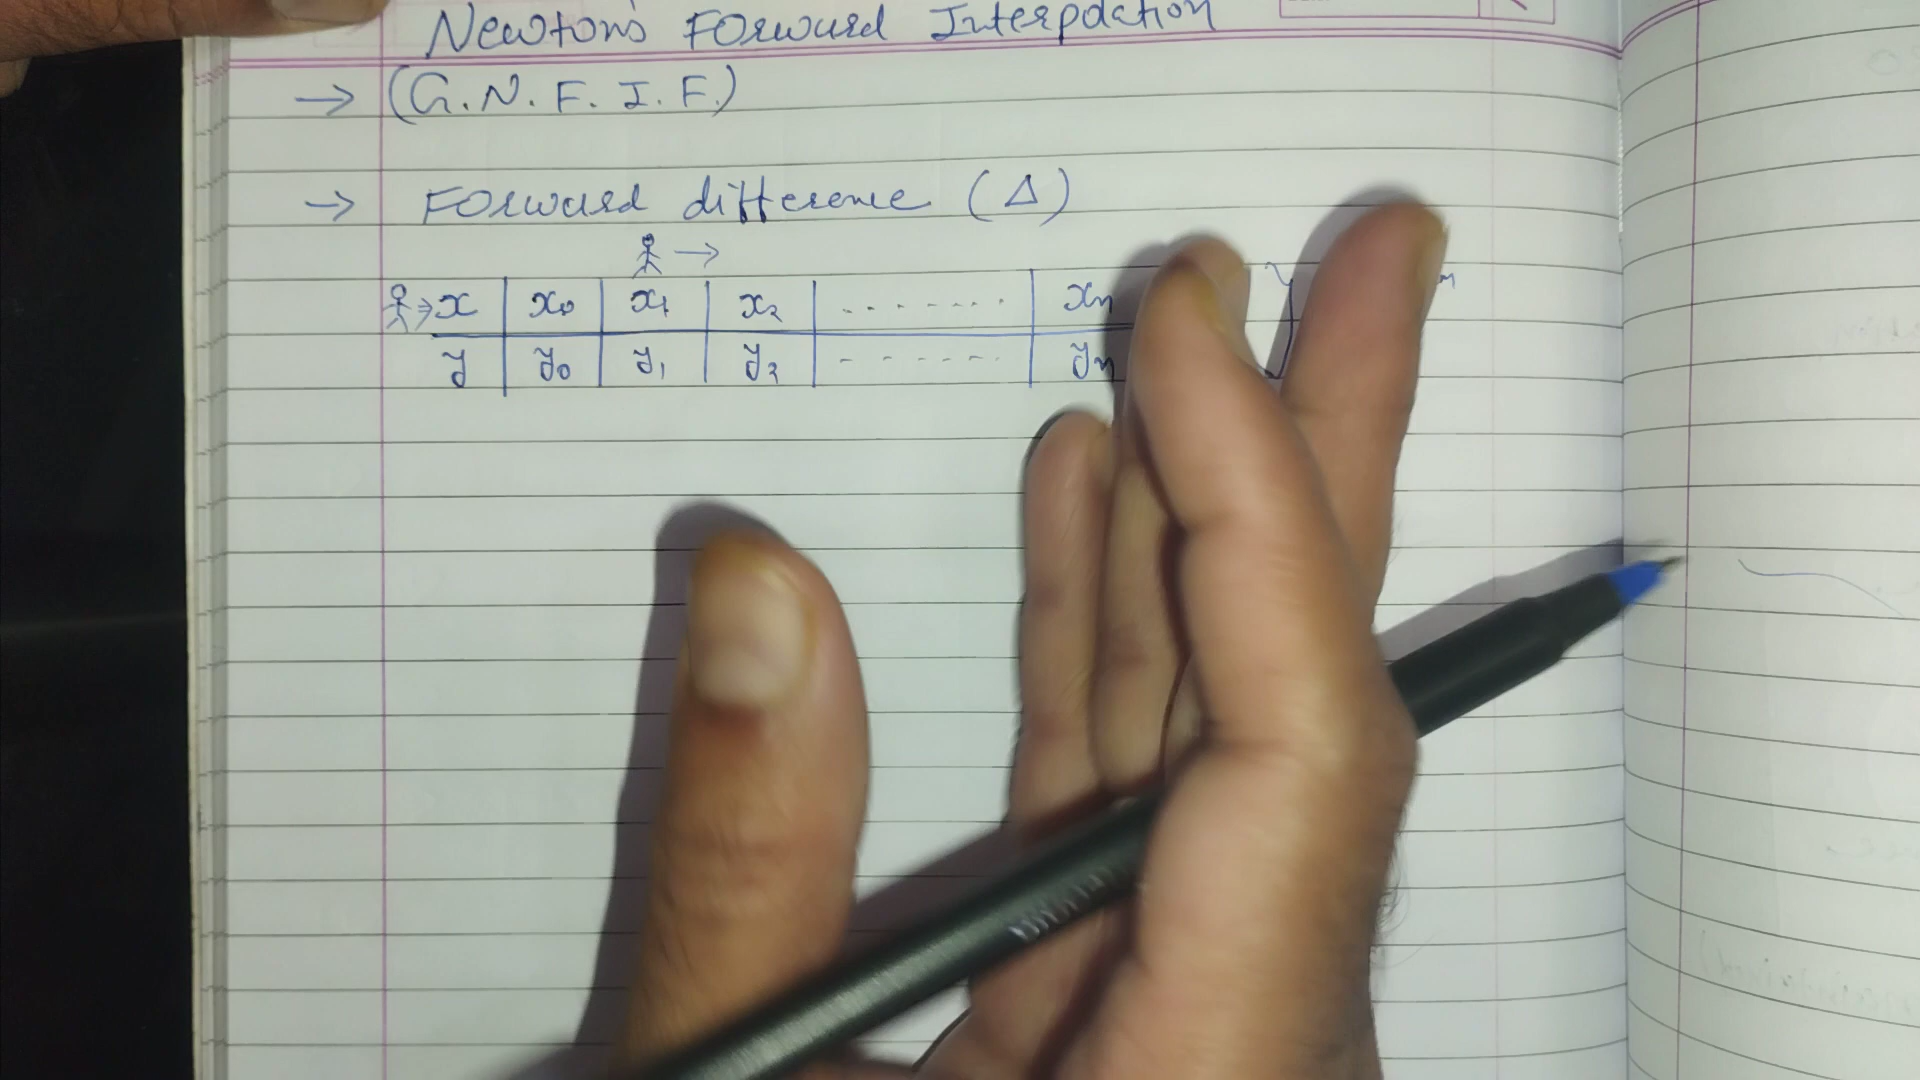 Newton's Forward Interpolation
→ (G.N.F.I.F.)
→ Forward difference (Δ)
x | x₀ | x₁ | x₂ | ........ | xₙ
y | y₀ | y₁ | y₂ | ------- | yₙ